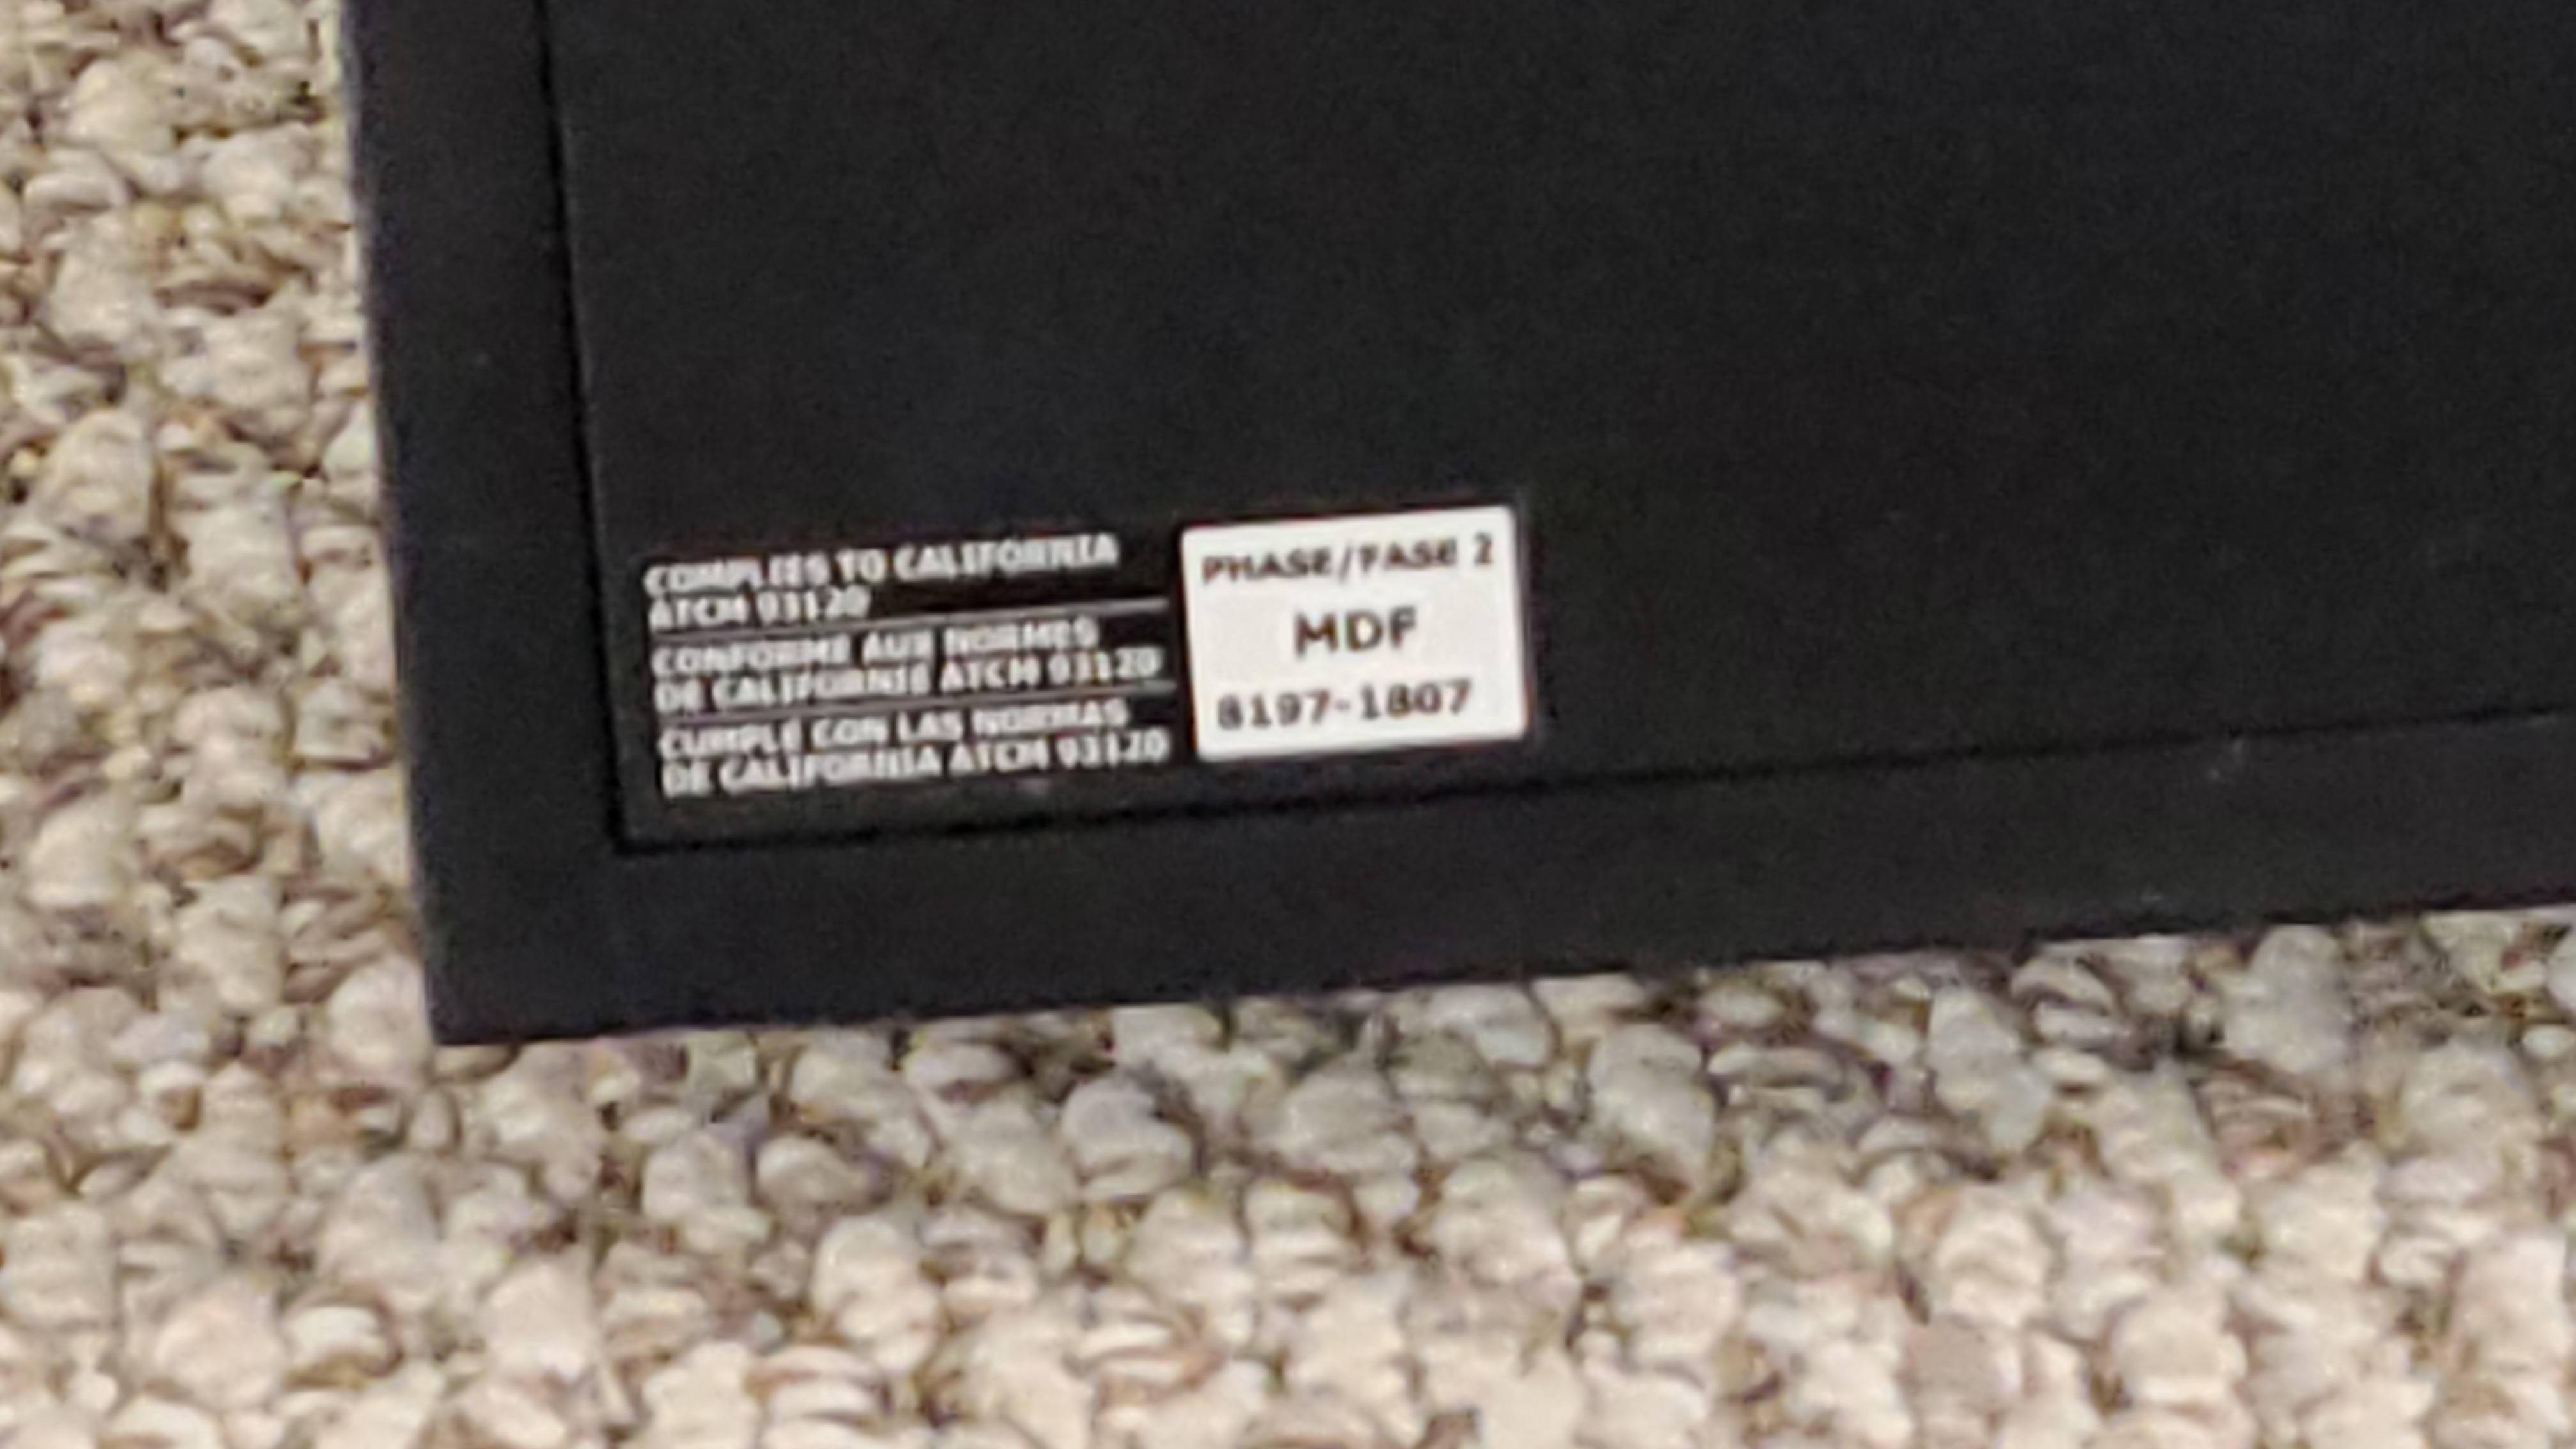 COMPLIES TO CALIFORNIA
ATCM 93120
CONFORME AUX NORMES
DE CALIFORNIE ATCM 93120
CUMPLE CON LAS NORMAS
DE CALIFORNIA ATCM 93120
PHASE/FASE 2
MDF
8197-1807